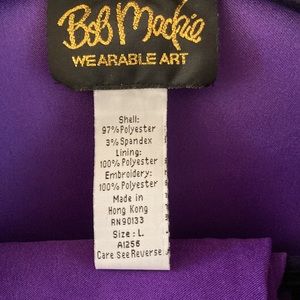 Bob Mackie
WEARABLE ART
Shell:
97% Polyester
3% Spandex
Lining:
100% Polyester
Embroidery:
100% Polyester
Made in
Hong Kong
RN90133
Size : L
A1256
Care See Reverse